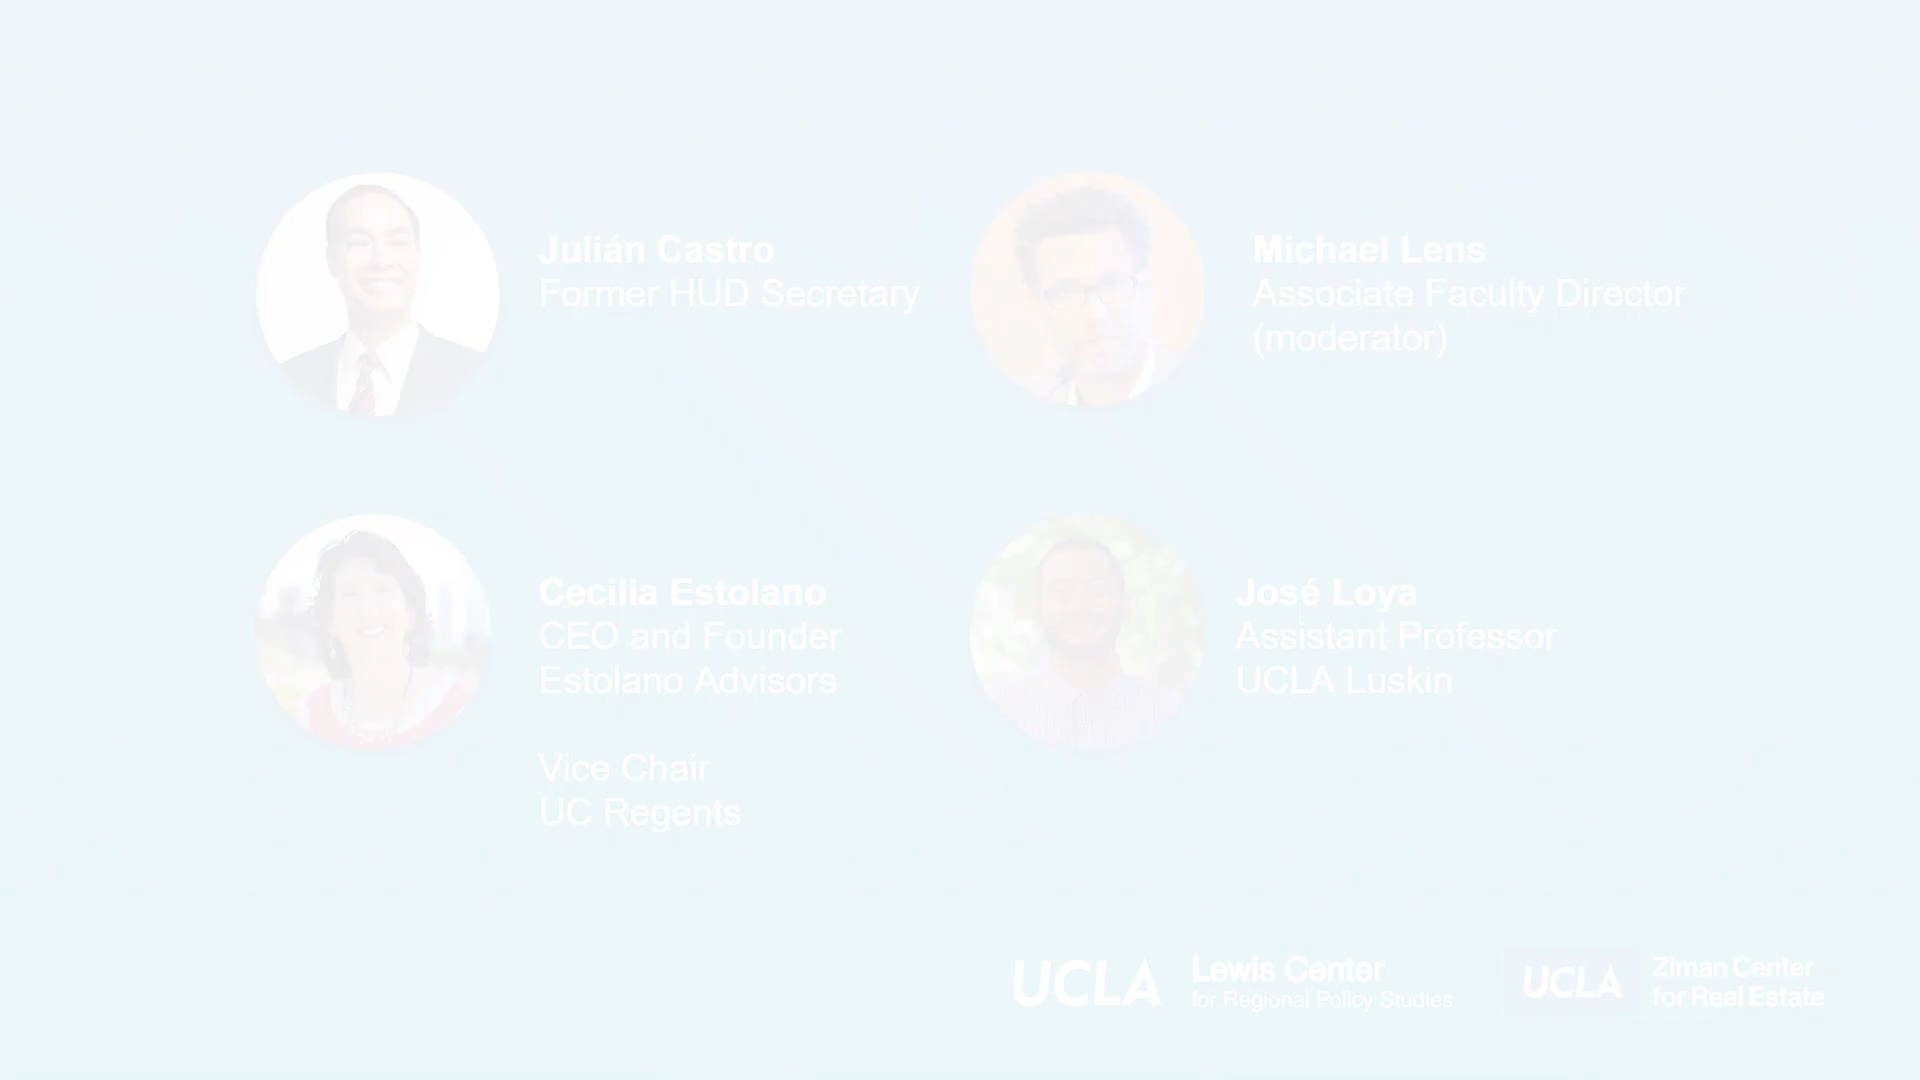 Julián Castro
Former HUD Secretary
Michael Lens
Associate Faculty Director
(moderator)
Cecilia Estolano
CEO and Founder
Estolano Advisors
Vice Chair
UC Regents
José Loya
Assistant Professor
UCLA Luskin
UCLA Lewis Center
for Regional Policy Studies
UCLA Ziman Center
for Real Estate